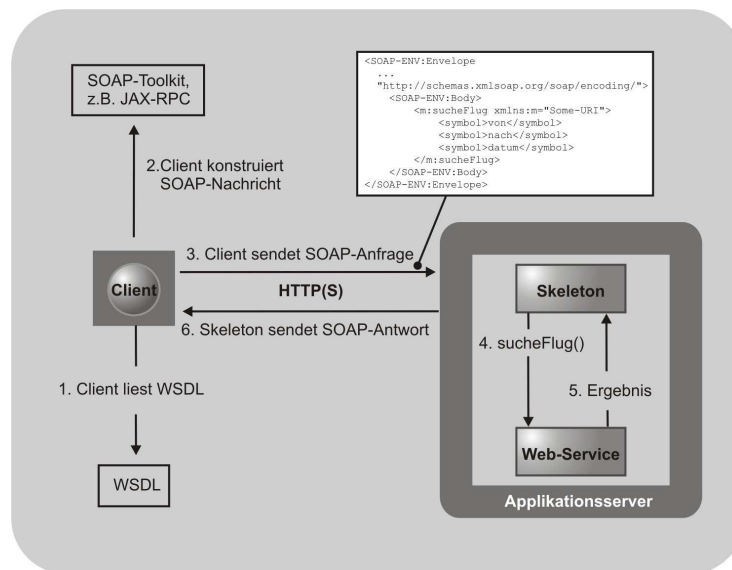 <SOAP-ENV:Envelope
...
"http://schemas.xmlsoap.org/soap/encoding/">
<SOAP-ENV:Body>
<m:sucheFlug xmlns:m="Some-URI">
<symbol>von</symbol>
<symbol>nach</symbol>
<symbol>datum</symbol>
</m:sucheFlug>
</SOAP-ENV:Body>
</SOAP-ENV:Envelope>
SOAP-Toolkit,
z.B. JAX-RPC
2.Client konstruiert
SOAP-Nachricht
3. Client sendet SOAP-Anfrage
Client
HTTP(S)
6. Skeleton sendet SOAP-Antwort
1. Client liest WSDL
WSDL
Skeleton
4. sucheFlug()
5. Ergebnis
Web-Service
Applikationsserver